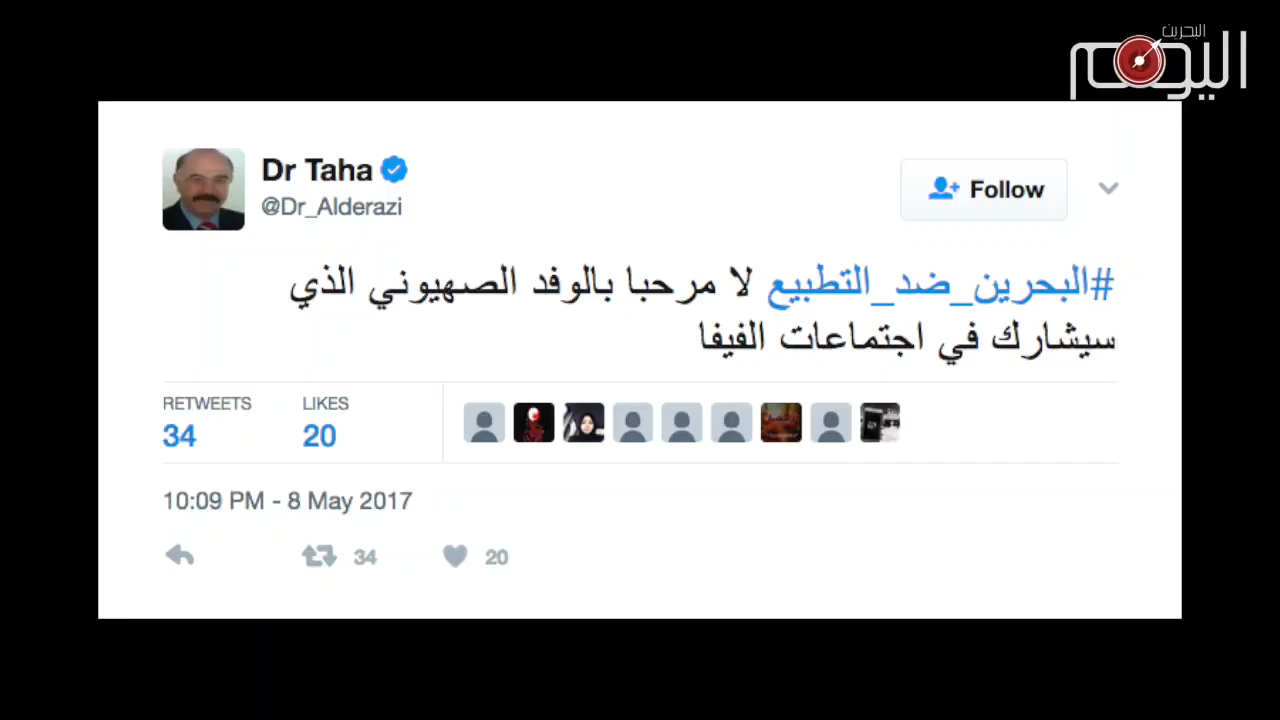 البحرين
اليوم
Dr Taha
@Dr_Alderazi
Follow
#البحرين_ضد_التطبيع لا مرحبا بالوفد الصهيوني الذي
سيشارك في اجتماعات الفيفا
RETWEETS LIKES
34 20
10:09 PM - 8 May 2017
34 20